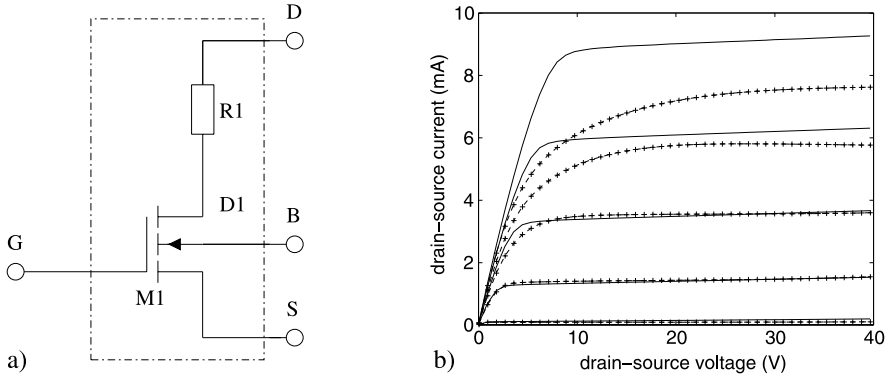 D
R1
D1
B
G
M1
S
a)
10
8
6
4
2
0
drain-source current (mA)
0
10
20
30
40
drain-source voltage (V)
b)